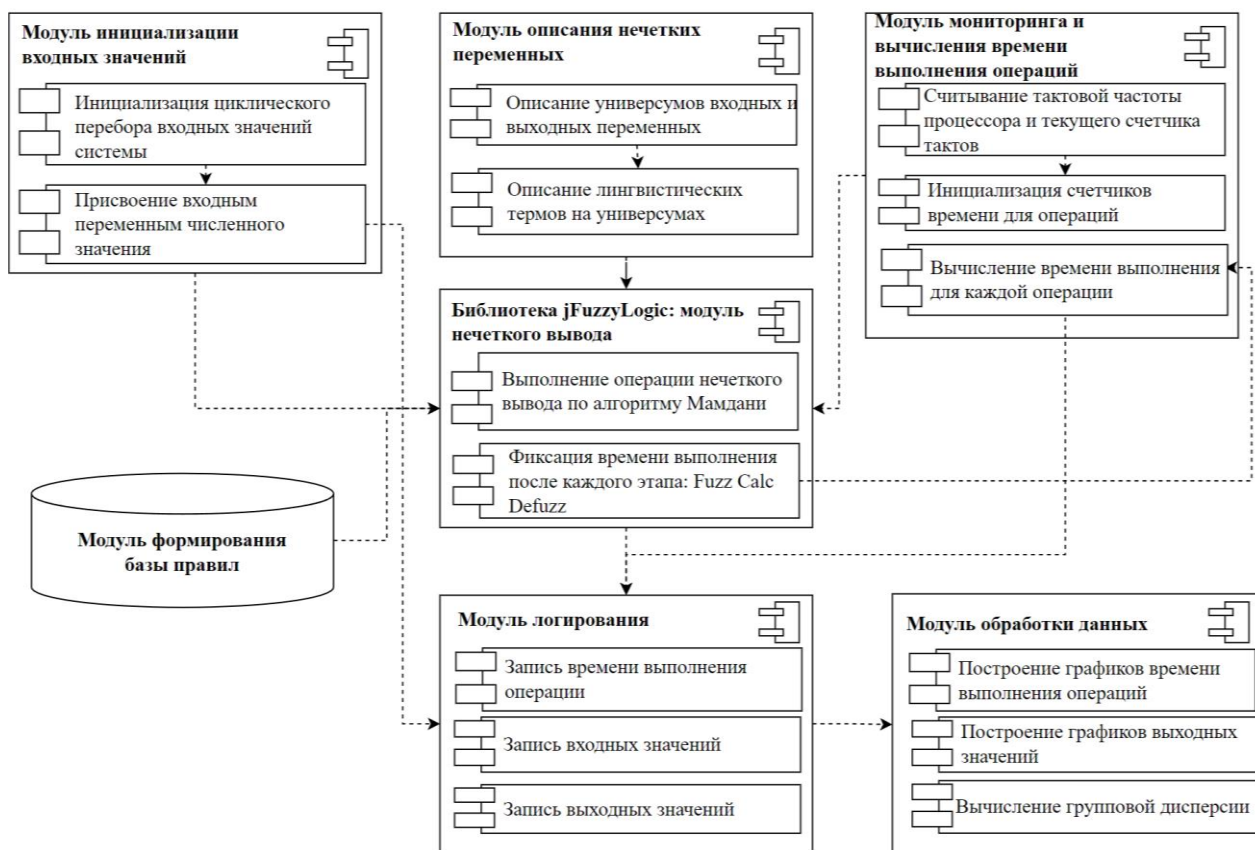 Модуль инициализации
входных значений
Инициализация циклического
перебора входных значений
системы
Присвоение входным
переменным численного
значения
Модуль описания нечетких
переменных
Описание универсумов входных и
выходных переменных
Описание лингвистических
термов на универсумах
Модуль мониторинга и
вычисления времени
выполнения операций
Считывание тактовой частоты
процессора и текущего счетчика
тактов
Инициализация счетчиков
времени для операций
Вычисление времени выполнения
для каждой операции
Библиотека jFuzzyLogic: модуль
нечеткого вывода
Выполнение операции нечеткого
вывода по алгоритму Мамдани
Фиксация времени выполнения
после каждого этапа: Fuzz Calc
Defuzz
Модуль формирования
базы правил
Модуль логирования
Запись времени выполнения
операции
Запись входных значений
Запись выходных значений
Модуль обработки данных
Построение графиков времени
выполнения операций
Построение графиков выходных
значений
Вычисление групповой дисперсии